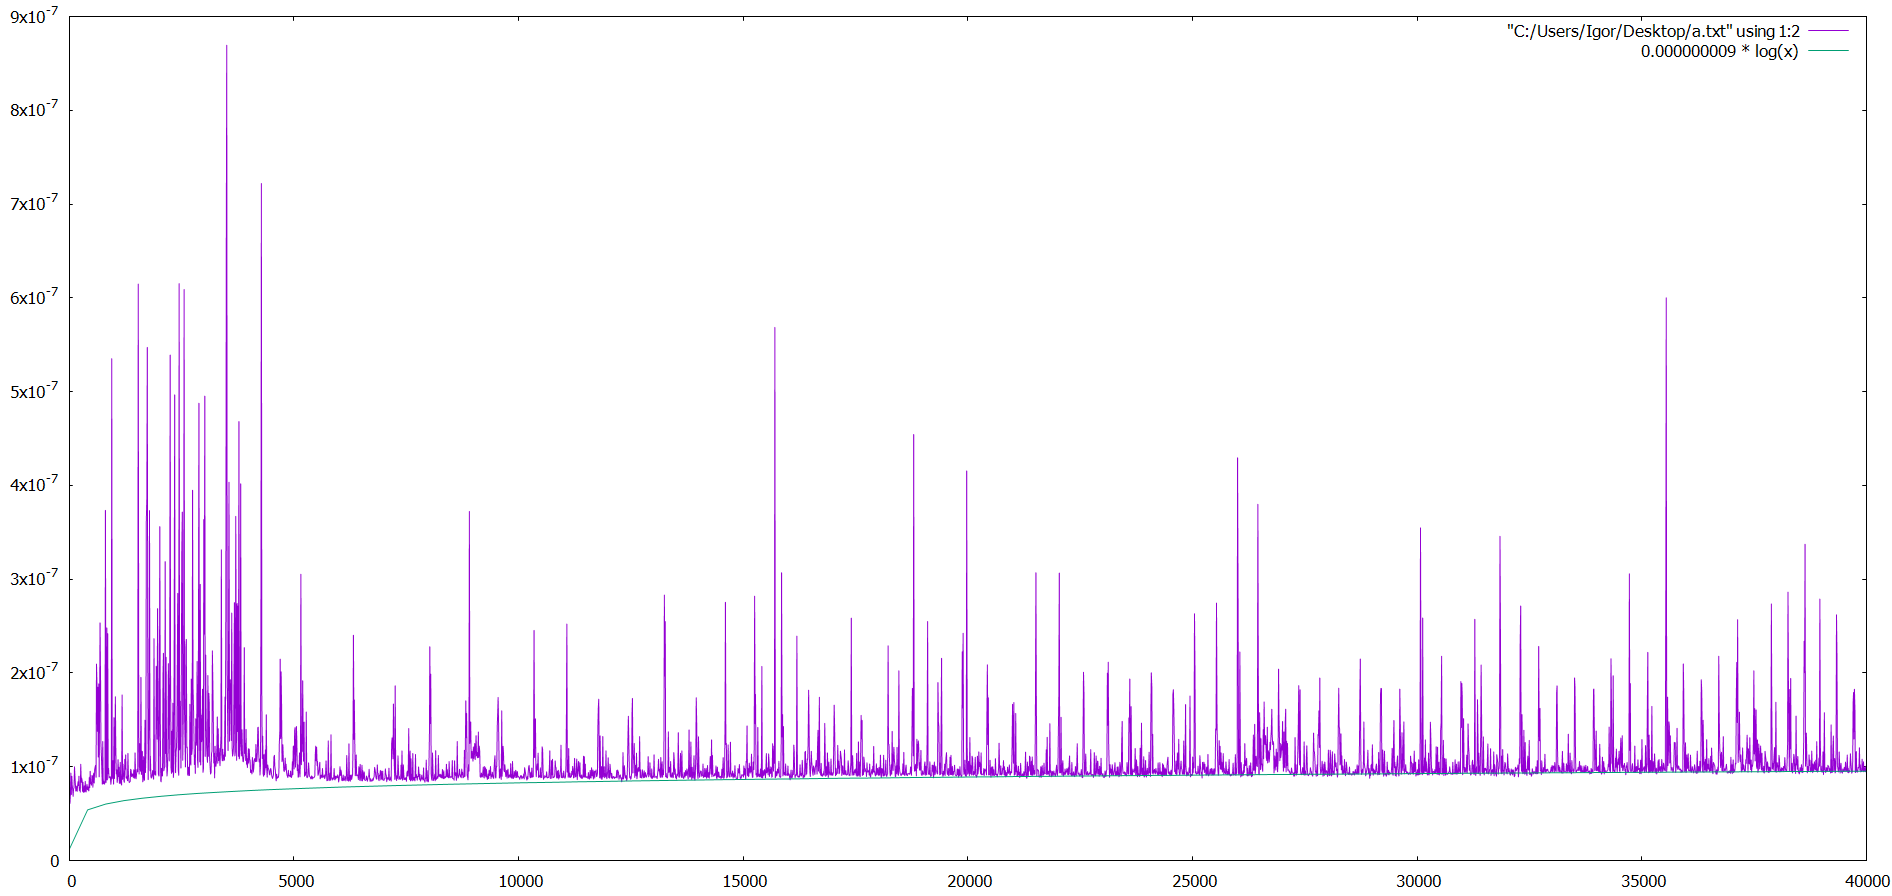 "C:/Users/Igor/Desktop/a.txt" using 1:2
0.000000009 * log(x)
9x10^-7
8x10^-7
7x10^-7
6x10^-7
5x10^-7
4x10^-7
3x10^-7
2x10^-7
1x10^-7
0
0 5000 10000 15000 20000 25000 30000 35000 40000